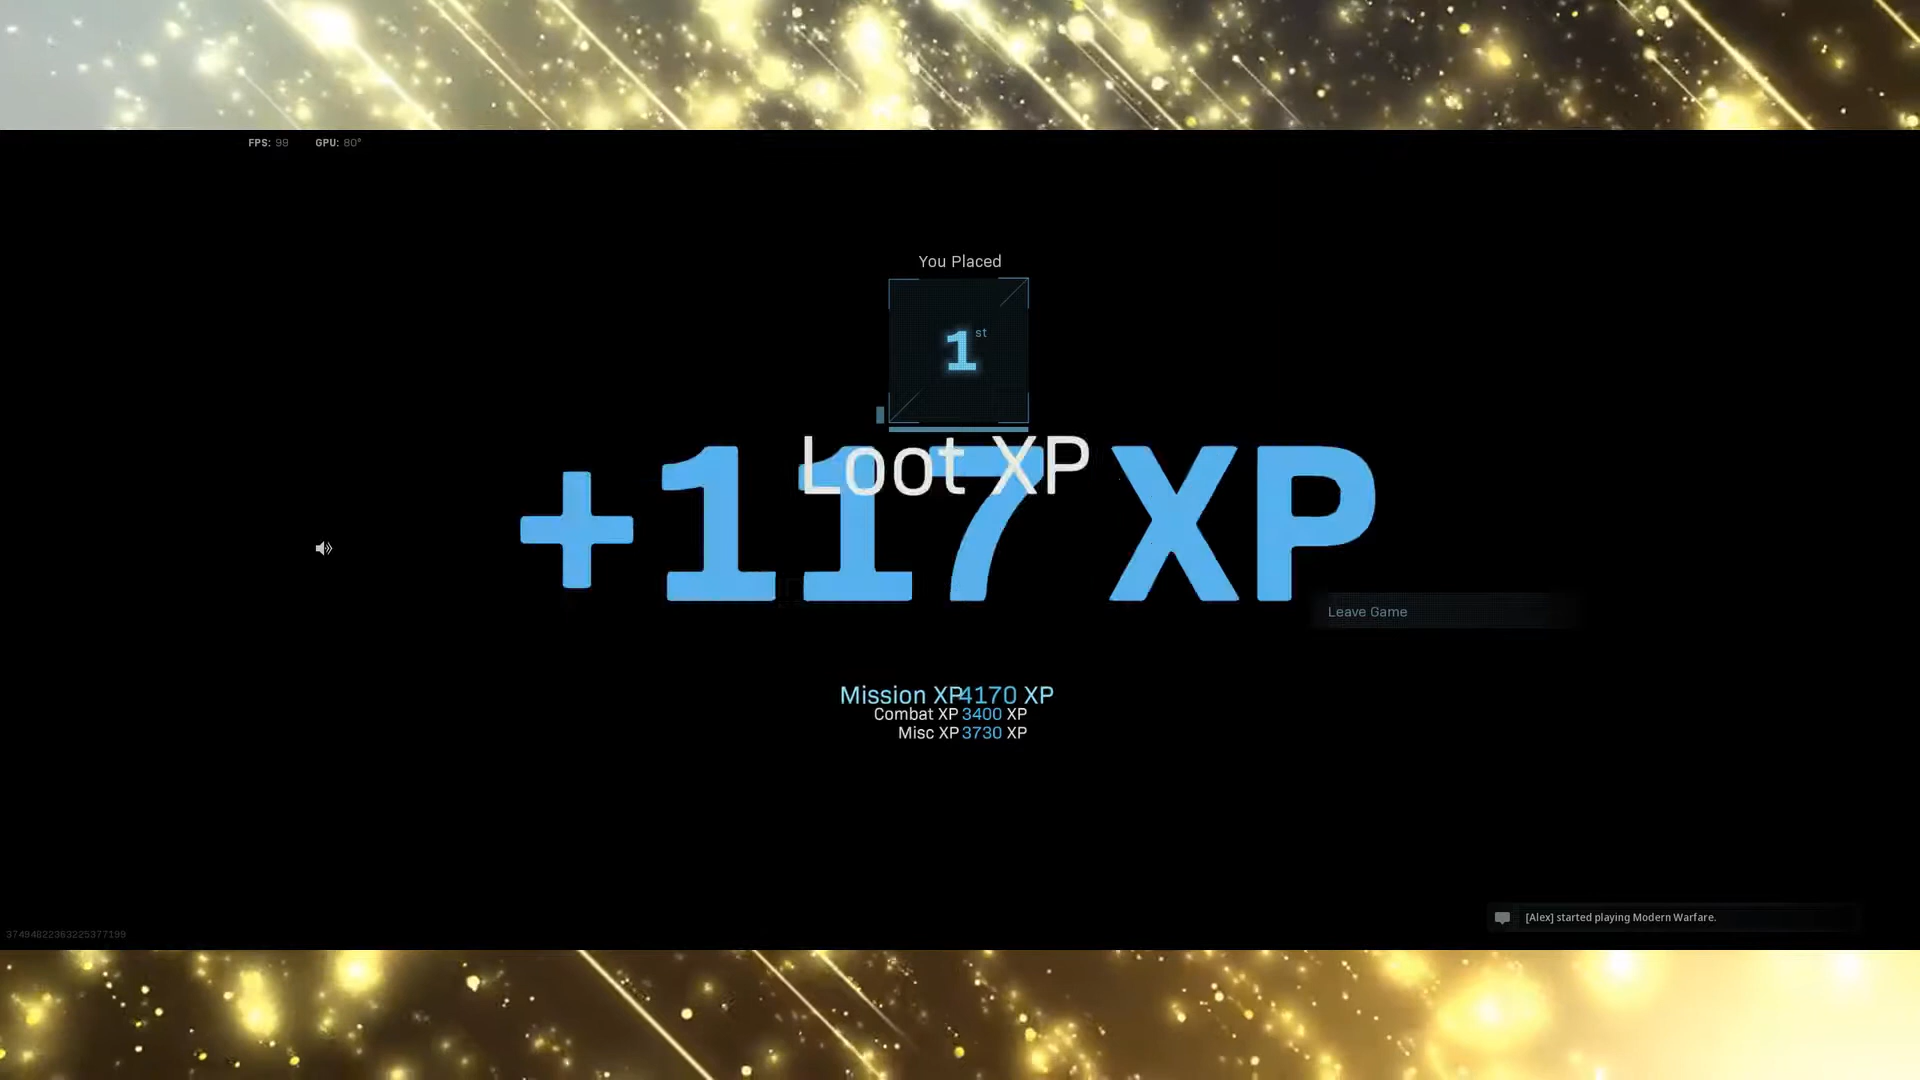 FPS: 99 GPU: 80°
You Placed
1st
Loot XP
+117 XP
Leave Game
Mission XP 4170 XP
Combat XP 3400 XP
Misc XP 3730 XP
[Alex] started playing Modern Warfare.
37494822363225377199